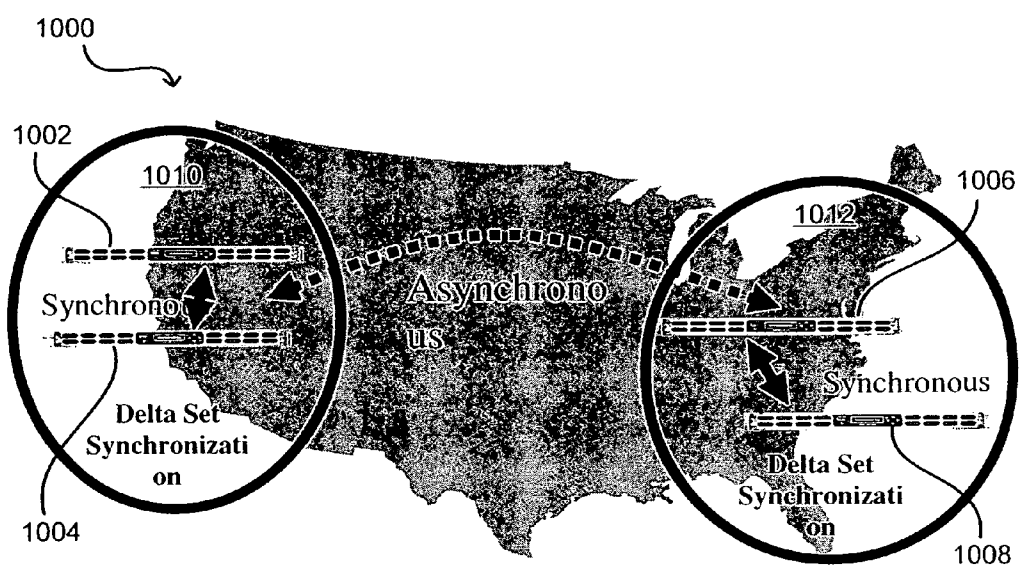 1000
1002
1010
1006
1012
Synchrono
Asynchrono
us
Synchronous
Delta Set
Synchronizati
on
Delta Set
Synchronizati
on
1004
1008